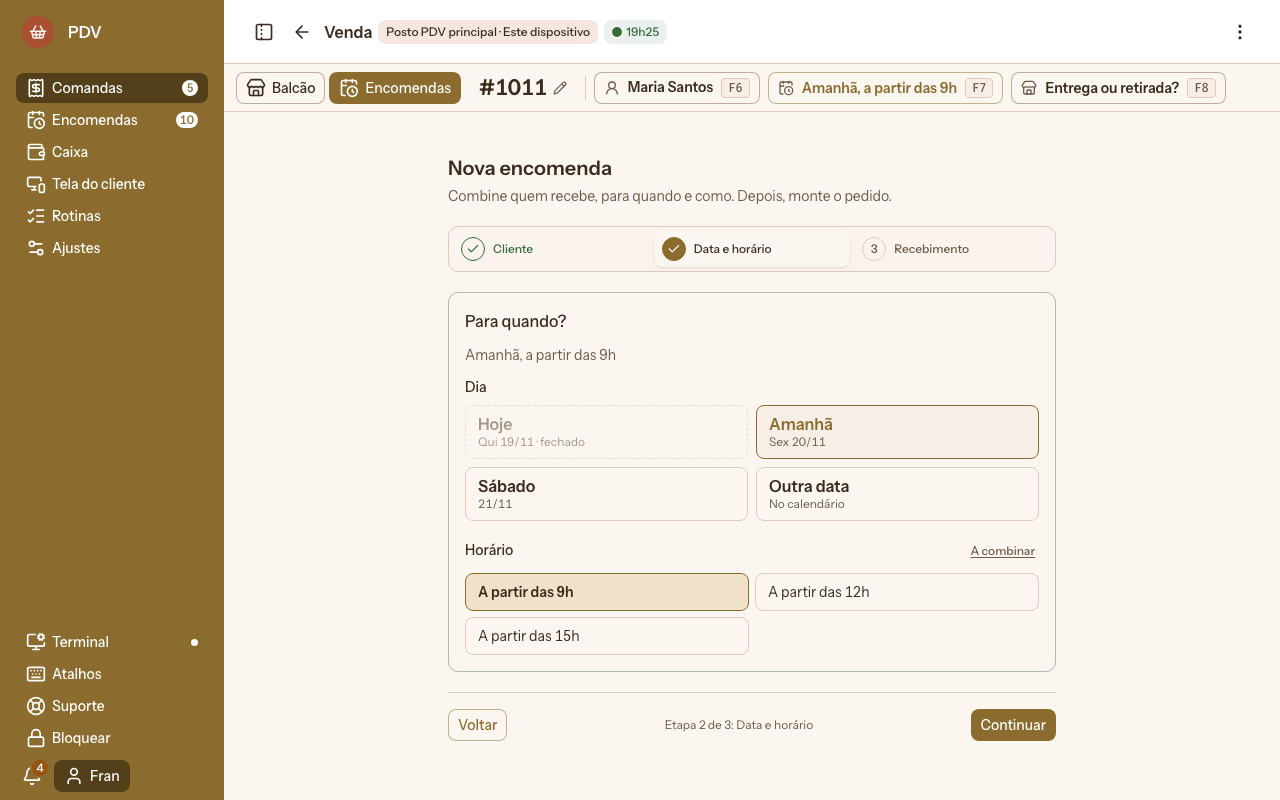 PDV
Comandas 5
Encomendas 10
Caixa
Tela do cliente
Rotinas
Ajustes
Terminal
Atalhos
Suporte
Bloquear
4 Fran
Venda Posto PDV principal · Este dispositivo 19h25
Balcão Encomendas #1011 Maria Santos F6 Amanhã, a partir das 9h F7 Entrega ou retirada? F8
Nova encomenda
Combine quem recebe, para quando e como. Depois, monte o pedido.
Cliente Data e horário 3 Recebimento
Para quando?
Amanhã, a partir das 9h
Dia
Hoje
Qui 19/11 · fechado
Amanhã
Sex 20/11
Sábado
21/11
Outra data
No calendário
Horário A combinar
A partir das 9h A partir das 12h
A partir das 15h
Voltar Etapa 2 de 3: Data e horário Continuar